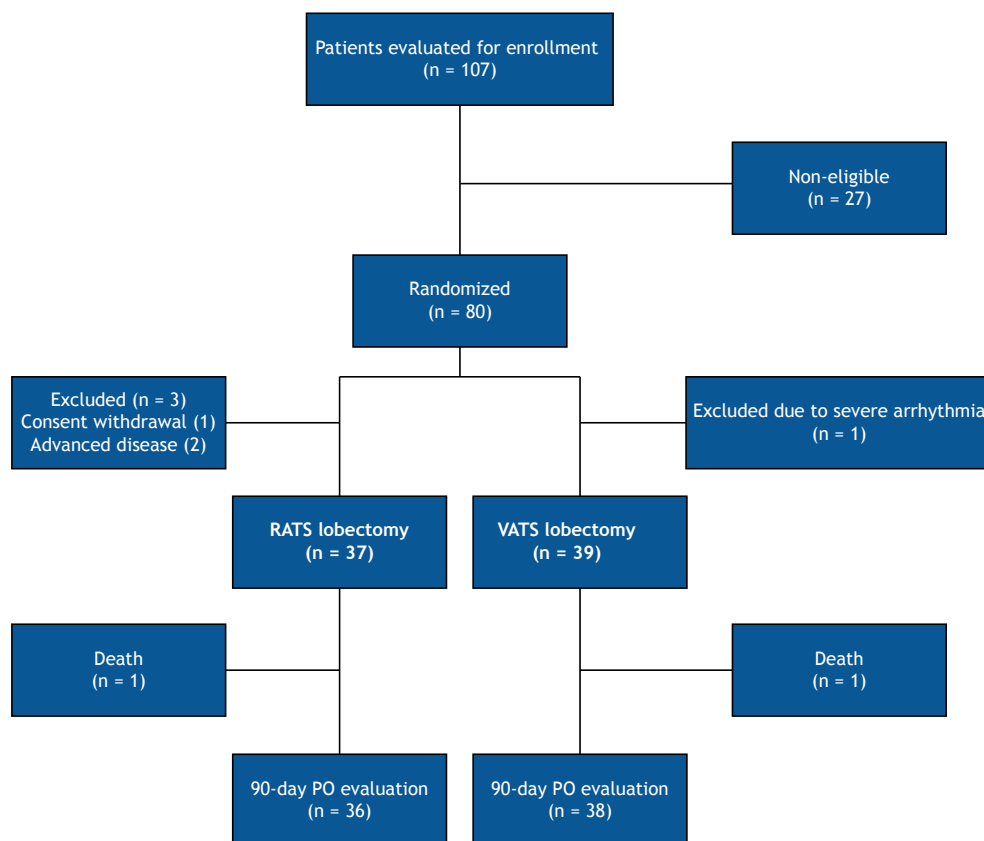 Patients evaluated for enrollment
(n = 107)
Non-eligible
(n = 27)
Randomized
(n = 80)
Excluded (n = 3)
Consent withdrawal (1)
Advanced disease (2)
Excluded due to severe arrhythmia
(n = 1)
RATS lobectomy
(n = 37)
VATS lobectomy
(n = 39)
Death
(n = 1)
Death
(n = 1)
90-day PO evaluation
(n = 36)
90-day PO evaluation
(n = 38)